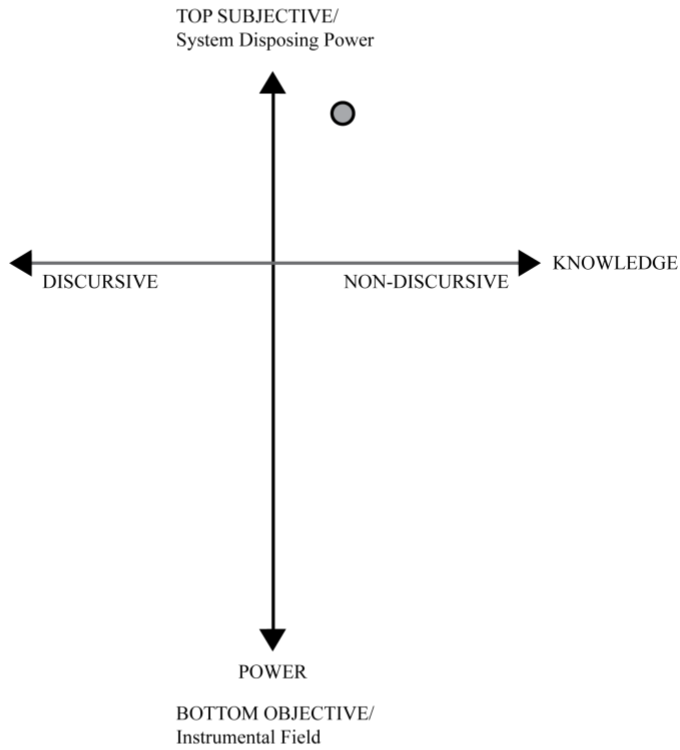 TOP SUBJECTIVE/
System Disposing Power
KNOWLEDGE
DISCURSIVE
NON-DISCURSIVE
POWER
BOTTOM OBJECTIVE/
Instrumental Field